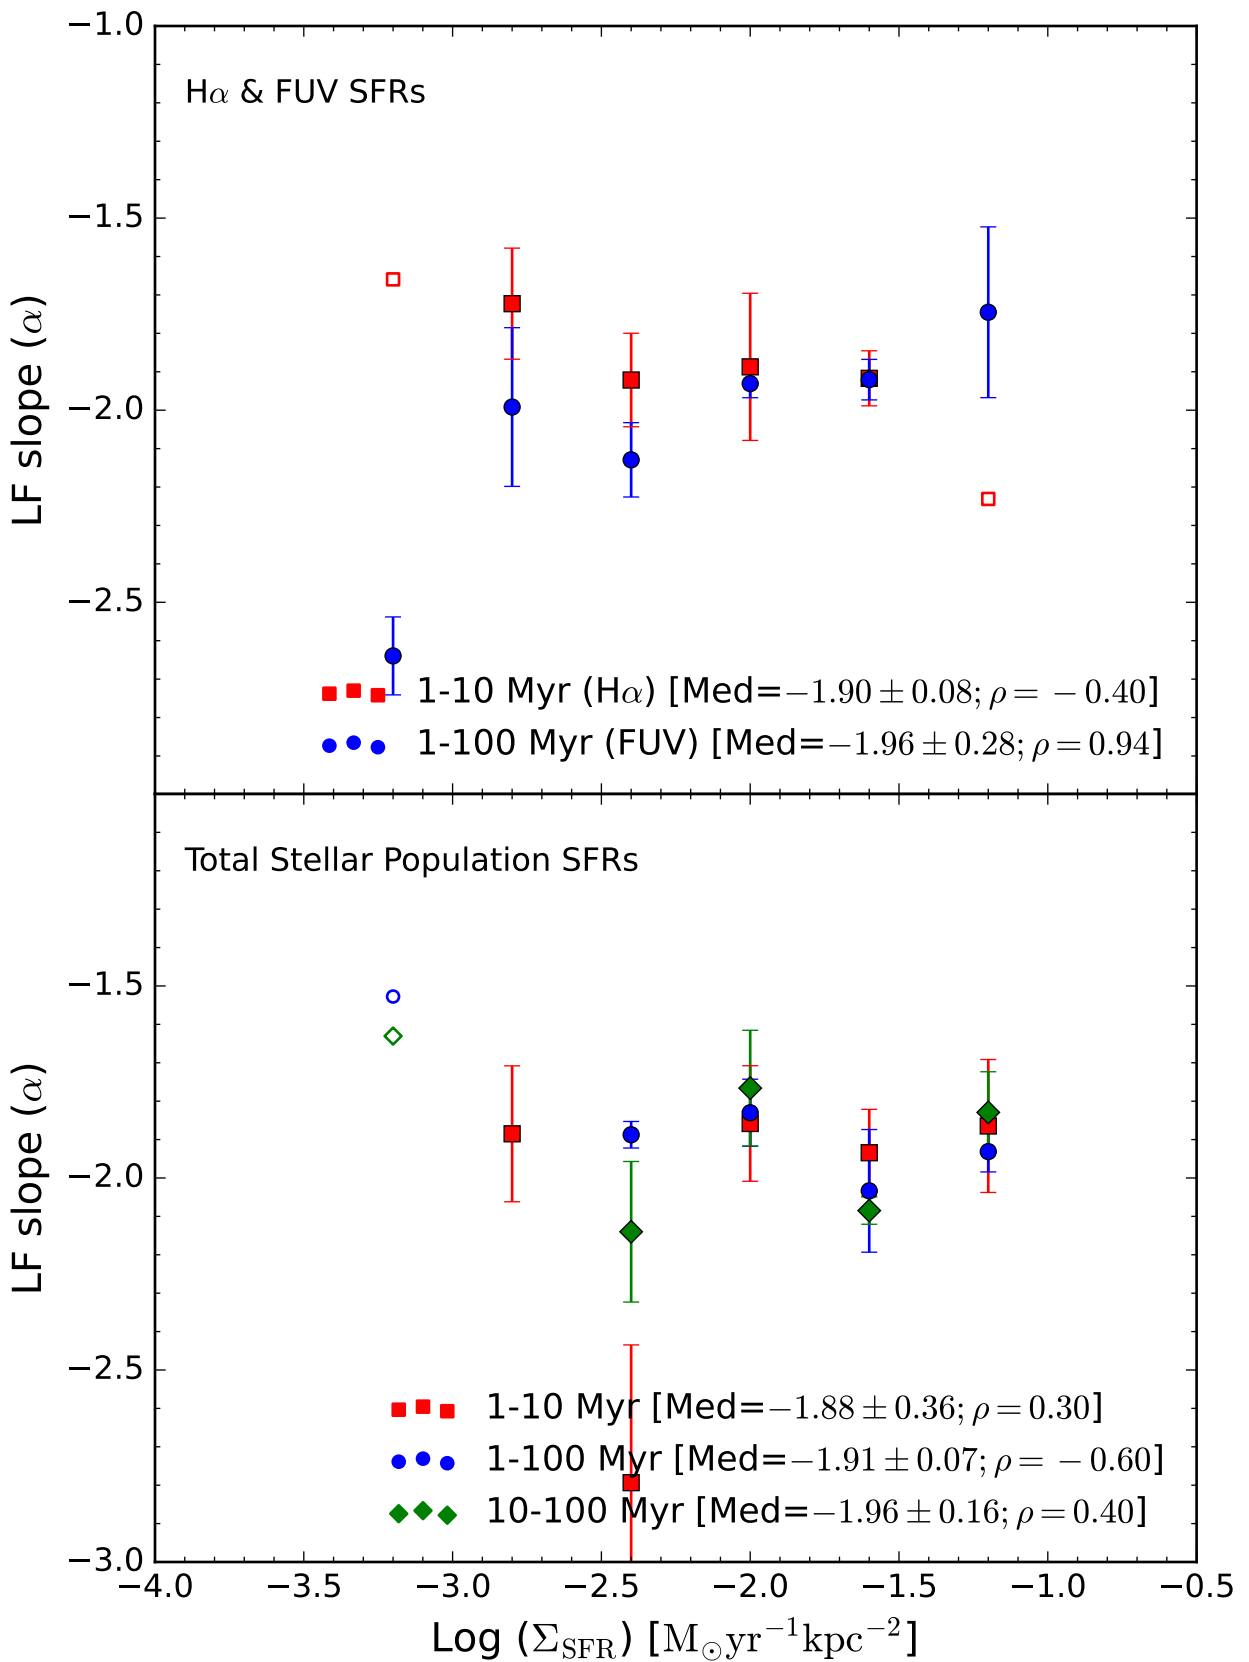 −1.0
Hα & FUV SFRs
−1.5
LF slope (α)
−2.0
−2.5
1-10 Myr (Hα) [Med=−1.90 ± 0.08; ρ = −0.40]
1-100 Myr (FUV) [Med=−1.96 ± 0.28; ρ = 0.94]
Total Stellar Population SFRs
−1.5
LF slope (α)
−2.0
−2.5
1-10 Myr [Med=−1.88 ± 0.36; ρ = 0.30]
1-100 Myr [Med=−1.91 ± 0.07; ρ = −0.60]
10-100 Myr [Med=−1.96 ± 0.16; ρ = 0.40]
−3.0
−4.0 −3.5 −3.0 −2.5 −2.0 −1.5 −1.0 −0.5
Log (Σ_SFR) [M_⊙yr⁻¹kpc⁻²]